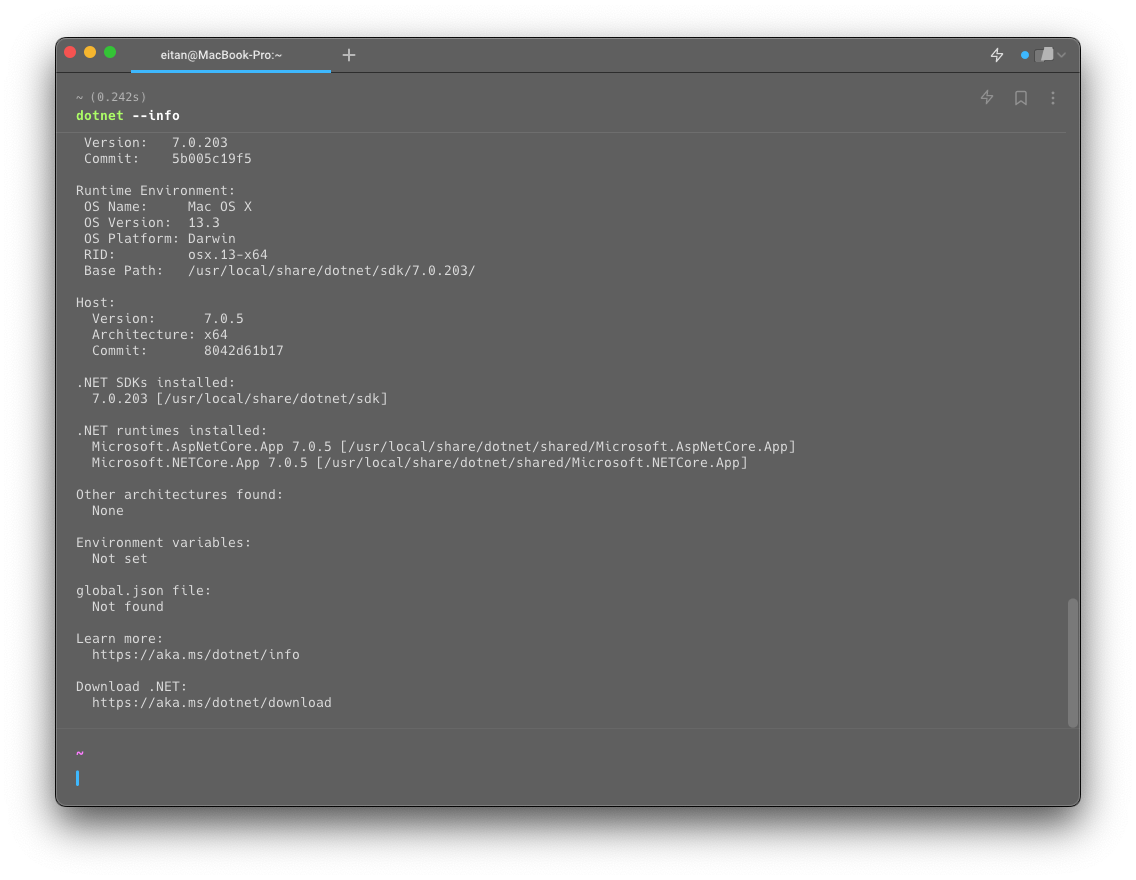 eitan@MacBook-Pro:~
~ (0.242s)
dotnet --info
Version:   7.0.203
Commit:    5b005c19f5
Runtime Environment:
OS Name:     Mac OS X
OS Version:  13.3
OS Platform: Darwin
RID:         osx.13-x64
Base Path:   /usr/local/share/dotnet/sdk/7.0.203/
Host:
Version:      7.0.5
Architecture: x64
Commit:       8042d61b17
.NET SDKs installed:
7.0.203 [/usr/local/share/dotnet/sdk]
.NET runtimes installed:
Microsoft.AspNetCore.App 7.0.5 [/usr/local/share/dotnet/shared/Microsoft.AspNetCore.App]
Microsoft.NETCore.App 7.0.5 [/usr/local/share/dotnet/shared/Microsoft.NETCore.App]
Other architectures found:
None
Environment variables:
Not set
global.json file:
Not found
Learn more:
https://aka.ms/dotnet/info
Download .NET:
https://aka.ms/dotnet/download
~